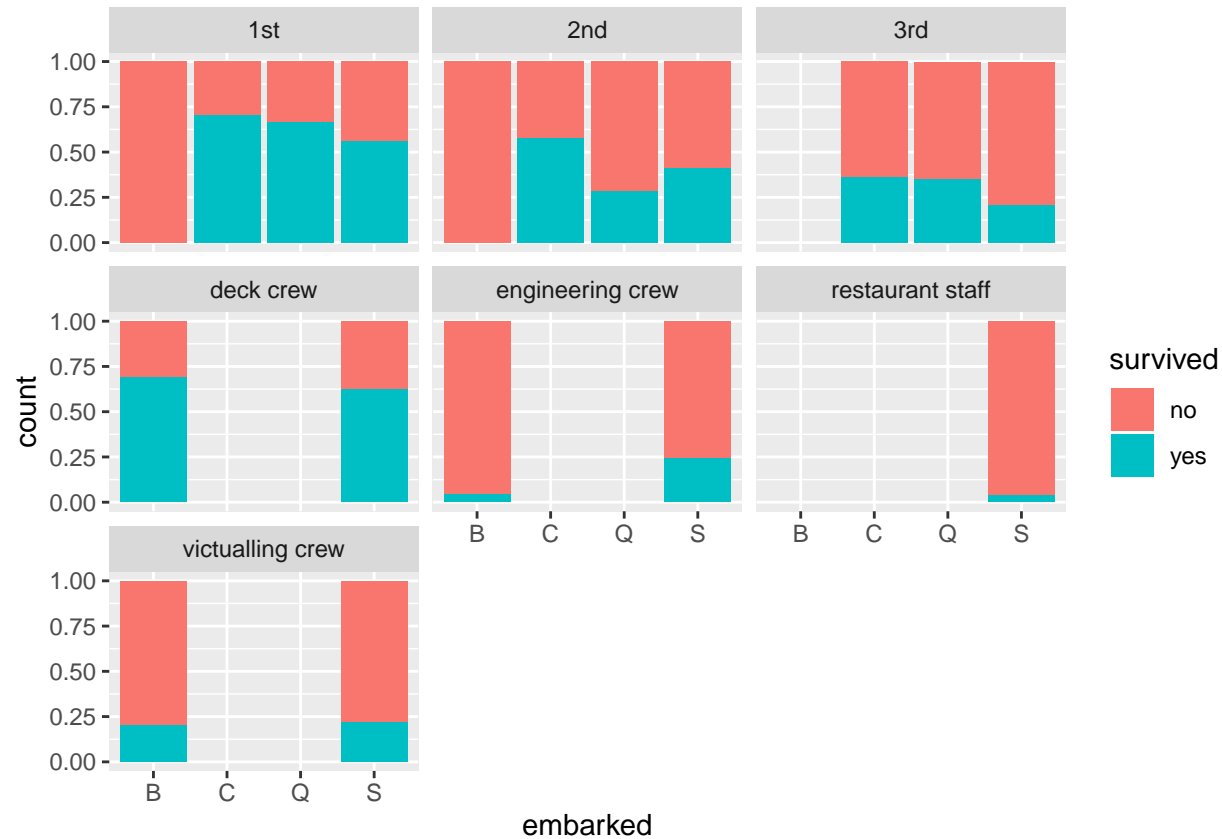 1st
2nd
3rd
1.00
0.75
0.50
0.25
0.00
deck crew
engineering crew
restaurant staff
1.00
0.75
0.50
0.25
0.00
B C Q S
B C Q S
victualling crew
1.00
0.75
0.50
0.25
0.00
B C Q S
embarked
count
survived
no
yes